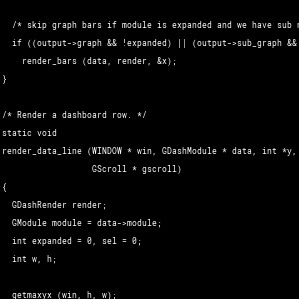 /* skip graph bars if module is expanded and we have sub
if ((output->graph && !expanded) || (output->sub_graph &&
render_bars (data, render, &x);
}
/* Render a dashboard row. */
static void
render_data_line (WINDOW * win, GDashModule * data, int *y,
GScroll * gscroll)
{
GDashRender render;
GModule module = data->module;
int expanded = 0, sel = 0;
int w, h;
getmaxyx (win, h, w);